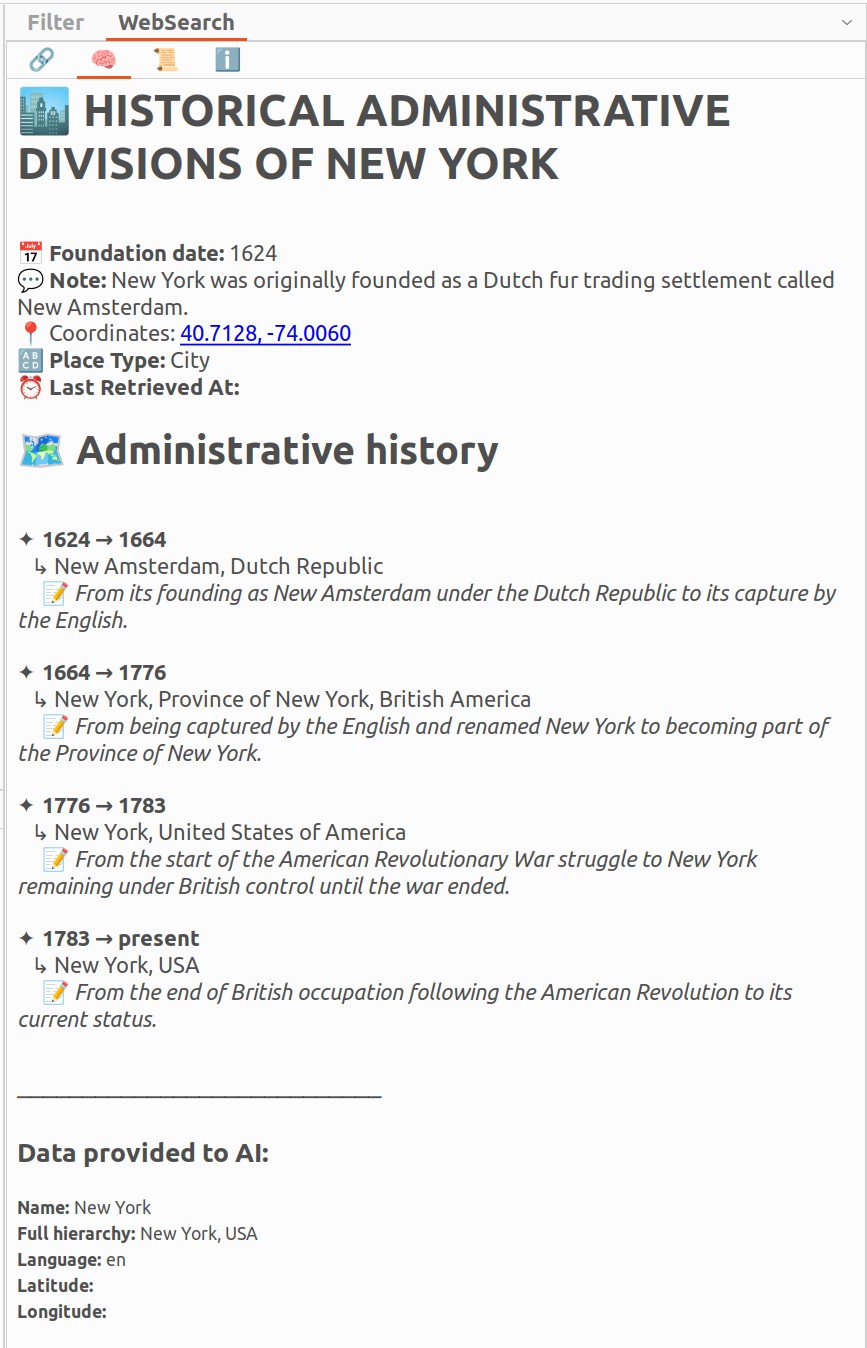 Filter WebSearch
HISTORICAL ADMINISTRATIVE
DIVISIONS OF NEW YORK
Foundation date: 1624
Note: New York was originally founded as a Dutch fur trading settlement called
New Amsterdam.
Coordinates: 40.7128, -74.0060
Place Type: City
Last Retrieved At:
Administrative history
✦ 1624 → 1664
↳ New Amsterdam, Dutch Republic
From its founding as New Amsterdam under the Dutch Republic to its capture by
the English.
✦ 1664 → 1776
↳ New York, Province of New York, British America
From being captured by the English and renamed New York to becoming part of
the Province of New York.
✦ 1776 → 1783
↳ New York, United States of America
From the start of the American Revolutionary War struggle to New York
remaining under British control until the war ended.
✦ 1783 → present
↳ New York, USA
From the end of British occupation following the American Revolution to its
current status.
Data provided to AI:
Name: New York
Full hierarchy: New York, USA
Language: en
Latitude:
Longitude: